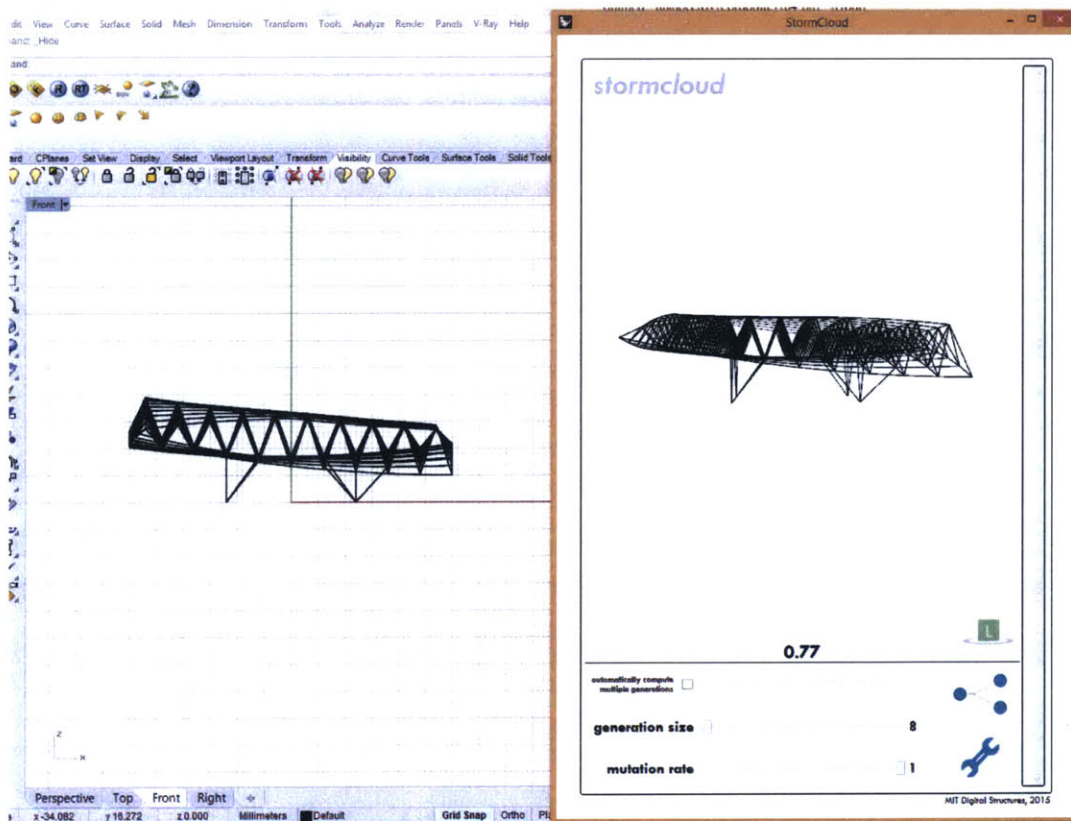 View Curve Surface Solid Mesh Dimension Transform Tools Analyze Render Panels V-Ray Help
_Hide
StormCloud
stormcloud
CPlanes Set View Display Select Viewport Layout Transform Visibility Curve Tools Surface Tools Solid Tools
Front
L
0.77
automatically compute
multiple generations
generation size 8
mutation rate 1
z
x
Perspective Top Front Right
MIT Digital Structures, 2015
x -34.082 y 16.272 z 0.000 Millimeters Default Grid Snap Ortho